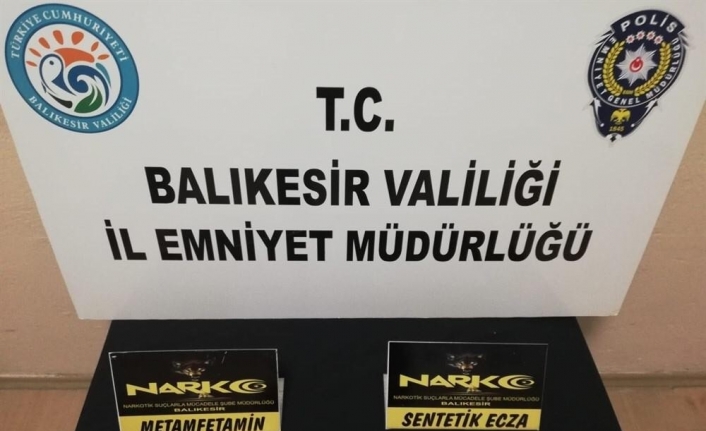 TÜRKİYE CUMHURİYETİ
BALIKESİR VALİLİĞİ
POLİS
EMNİYET GENEL MÜDÜRLÜĞÜ
1845
T.C.
BALIKESİR VALİLİĞİ
İL EMNİYET MÜDÜRLÜĞÜ
NARKO
NARKOTİK SUÇLARLA MÜCADELE ŞUBE MÜDÜRLÜĞÜ
BALIKESİR
METAMFETAMİN
NARKO
NARKOTİK SUÇLARLA MÜCADELE ŞUBE MÜDÜRLÜĞÜ
BALIKESİR
SENTETİK ECZA